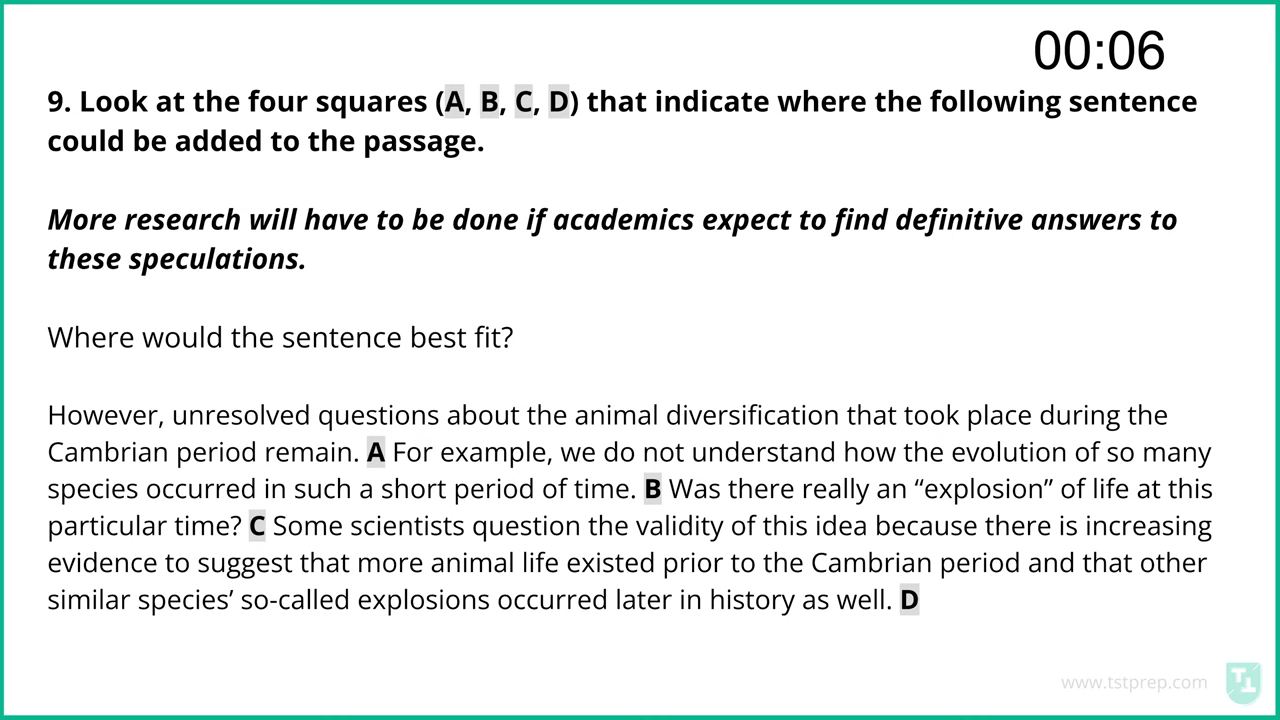 00:06
9. Look at the four squares (A, B, C, D) that indicate where the following sentence
could be added to the passage.
More research will have to be done if academics expect to find definitive answers to
these speculations.
Where would the sentence best fit?
However, unresolved questions about the animal diversification that took place during the
Cambrian period remain. A For example, we do not understand how the evolution of so many
species occurred in such a short period of time. B Was there really an “explosion” of life at this
particular time? C Some scientists question the validity of this idea because there is increasing
evidence to suggest that more animal life existed prior to the Cambrian period and that other
similar species’ so-called explosions occurred later in history as well. D
www.tstprep.com